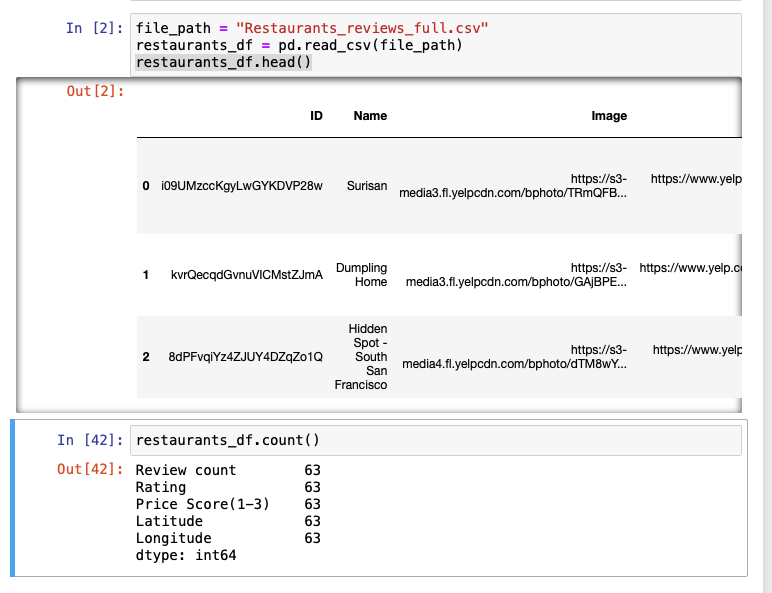 In [2]: file_path = "Restaurants_reviews_full.csv"
restaurants_df = pd.read_csv(file_path)
restaurants_df.head()
Out[2]:
ID Name Image
0 i09UMzccKgyLwGYKDVP28w Surisan https://s3-
media3.fl.yelpcdn.com/bphoto/TRmQFB... https://www.yelp
1 kvrQecqdGvnuVICMstZJmA Dumpling
Home https://s3-
media3.fl.yelpcdn.com/bphoto/GAjBPE... https://www.yelp.c
2 8dPFvqiYz4ZJUY4DZqZo1Q Hidden
Spot -
South
San
Francisco https://s3-
media4.fl.yelpcdn.com/bphoto/dTM8wY... https://www.yelp
In [42]: restaurants_df.count()
Out[42]: Review count 63
Rating 63
Price Score(1-3) 63
Latitude 63
Longitude 63
dtype: int64